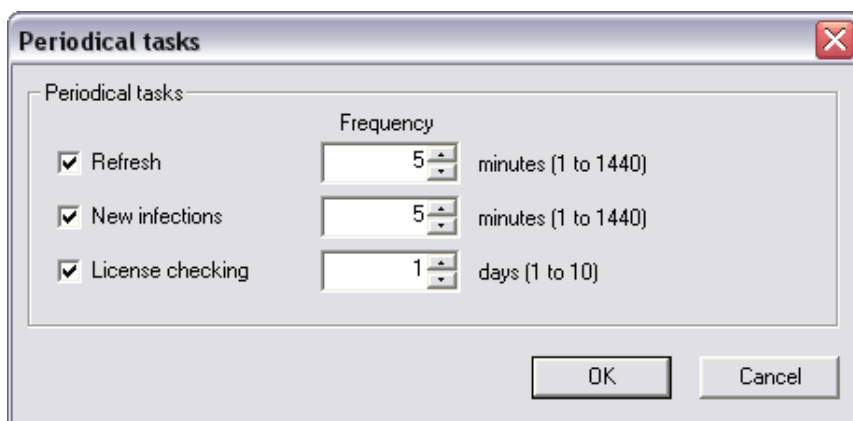 Periodical tasks
Periodical tasks
Frequency
Refresh 5 minutes (1 to 1440)
New infections 5 minutes (1 to 1440)
License checking 1 days (1 to 10)
OK Cancel